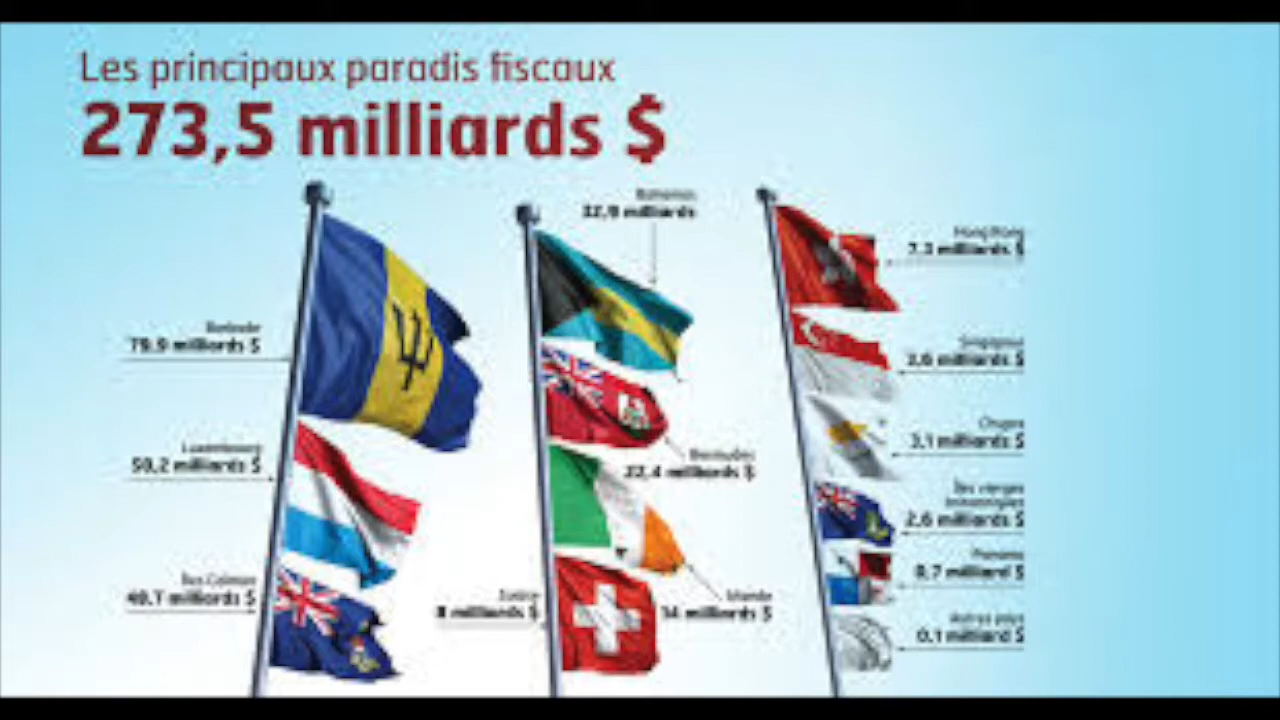 Les principaux paradis fiscaux
273,5 milliards $
Barbade
79,9 milliards $
Luxembourg
50,2 milliards $
Îles Caïman
48,7 milliards $
Bahamas
32,9 milliards
Bermudes
22,4 milliards $
Irlande
14 milliards $
Suisse
8 milliards $
Hong Kong
7,3 milliards $
Singapour
3,6 milliards $
Chypre
3,1 milliards $
Îles vierges
britanniques
2,6 milliards $
Panama
0,7 milliard $
Autres pays
0,1 milliard $